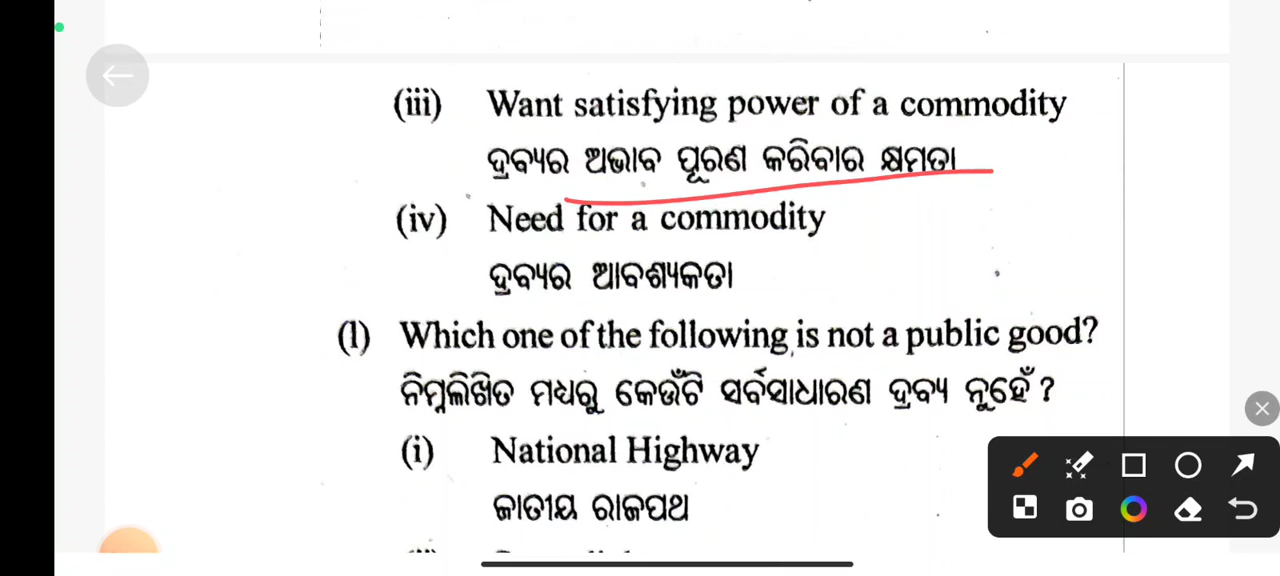 (iii) Want satisfying power of a commodity
ଦ୍ରବ୍ୟର ଅଭାବ ପୂରଣ କରିବାର କ୍ଷମତା
(iv) Need for a commodity
ଦ୍ରବ୍ୟର ଆବଶ୍ୟକତା
(l) Which one of the following is not a public good?
ନିମ୍ନଲିଖିତ ମଧ୍ୟରୁ କେଉଁଟି ସର୍ବସାଧାରଣ ଦ୍ରବ୍ୟ ନୁହେଁ ?
(i) National Highway
ଜାତୀୟ ରାଜପଥ